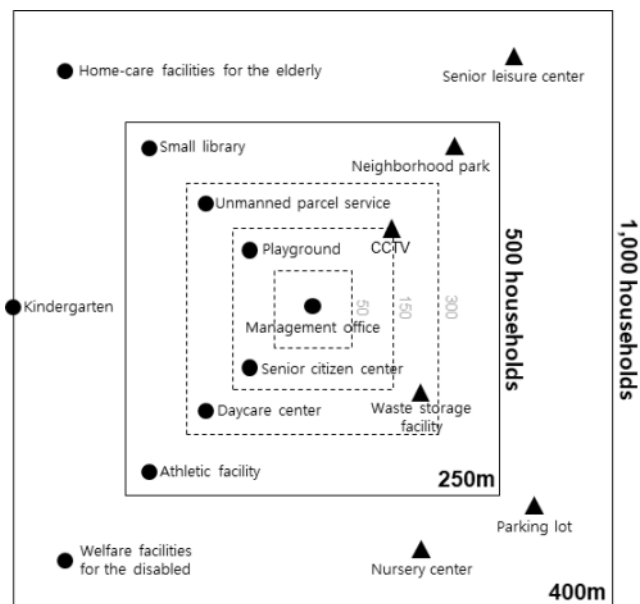 Home-care facilities for the elderly
Senior leisure center
Small library
Neighborhood park
Unmanned parcel service
CCTV
Playground
500 households
1,000 households
Kindergarten
50
150
300
Management office
Senior citizen center
Daycare center
Waste storage
facility
Athletic facility
250m
Parking lot
Welfare facilities
for the disabled
Nursery center
400m